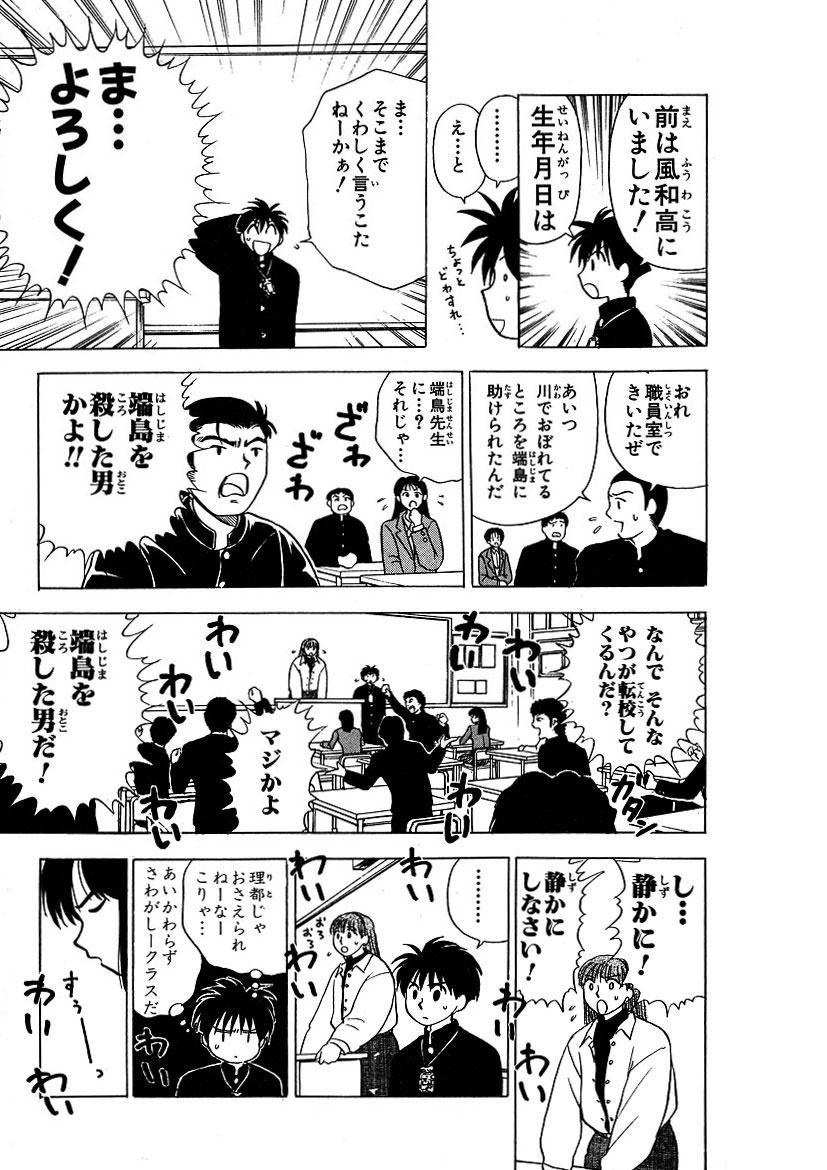 前は風和高に
いました！
生年月日は
………
え…と
ちょっと
どわすれ…
ま…
そこまで
くわしく言うこた
ねーかぁ！
ま…
よろしく！
おれ
職員室で
きいたぜ
あいつ
川でおぼれてる
ところを端島に
助けられたんだ
端島先生
に…？
それじゃ…
ざわ
ざわ
端島を
殺した男
かよ!!
なんで そんな
やつが転校して
くるんだ？
ガタン
わい
わい
わい
マジかよ
わい
わい
わい
わい
端島を
殺した男だ！
し…
静かに！
静かに
しなさい！
わい
わい
………
おろ
おろ
わい
わい
理都じゃ
おさえられ
ねーなー
こりゃ…
あいかわらず
さわがしークラスだ
わい
すぅーーっ
わい
わい